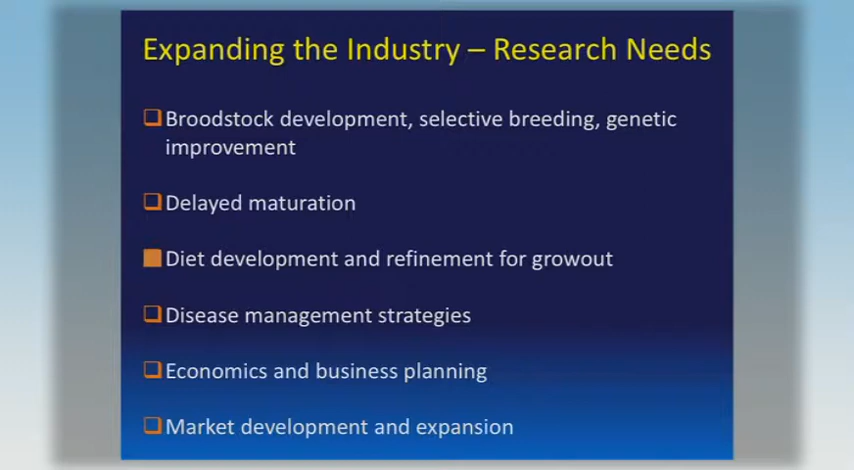 Expanding the Industry – Research Needs
Broodstock development, selective breeding, genetic
improvement
Delayed maturation
Diet development and refinement for growout
Disease management strategies
Economics and business planning
Market development and expansion